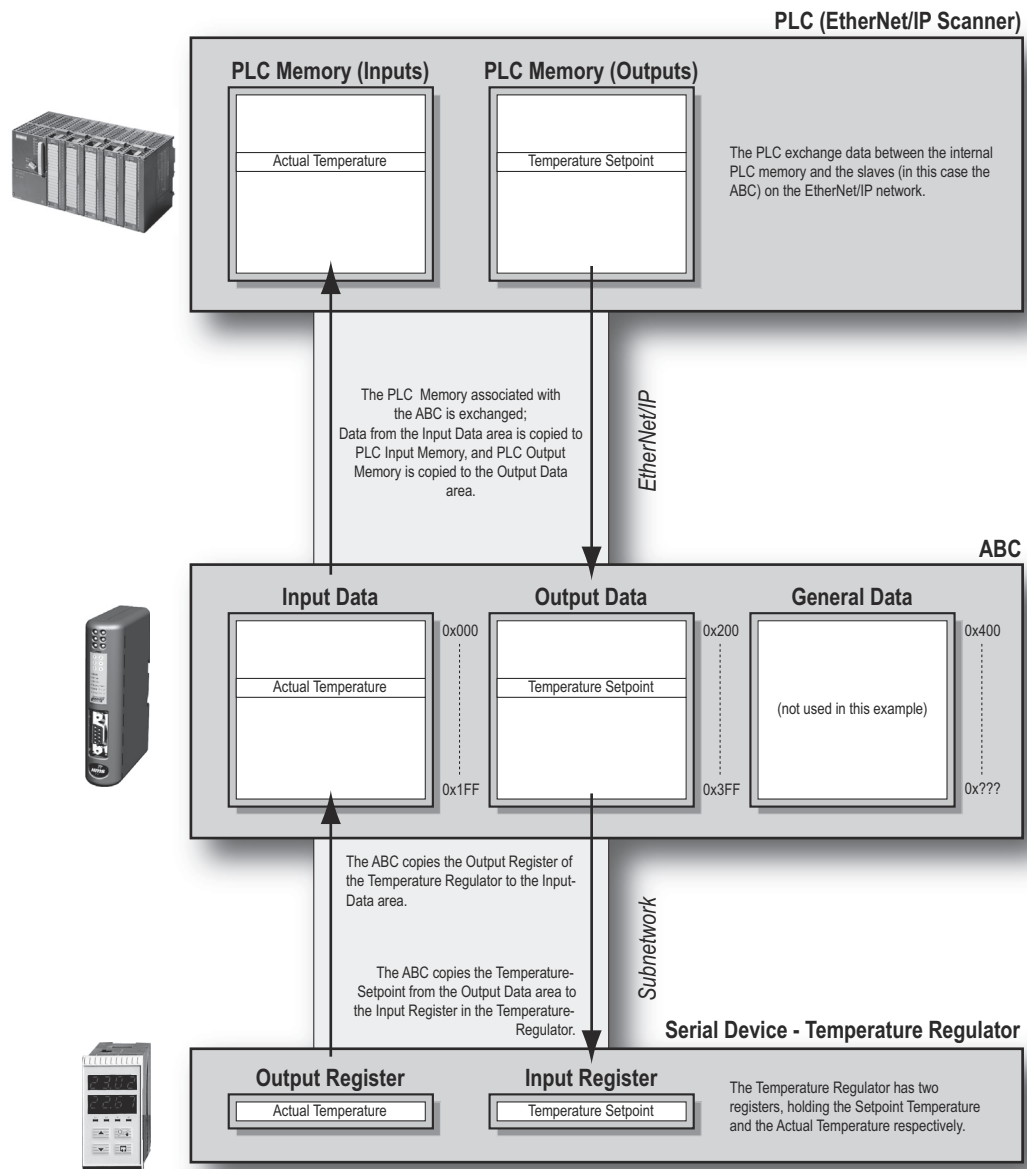 PLC (EtherNet/IP Scanner)
PLC Memory (Inputs)
PLC Memory (Outputs)
Actual Temperature
Temperature Setpoint
The PLC exchange data between the internal
PLC memory and the slaves (in this case the
ABC) on the EtherNet/IP network.
The PLC Memory associated with
the ABC is exchanged;
Data from the Input Data area is copied to
PLC Input Memory, and PLC Output
Memory is copied to the Output Data
area.
EtherNet/IP
ABC
Input Data
Output Data
General Data
0x000
0x200
0x400
Actual Temperature
Temperature Setpoint
(not used in this example)
0x1FF
0x3FF
0x???
The ABC copies the Output Register of
the Temperature Regulator to the Input-
Data area.
The ABC copies the Temperature-
Setpoint from the Output Data area to
the Input Register in the Temperature-
Regulator.
Subnetwork
Serial Device - Temperature Regulator
Output Register
Input Register
Actual Temperature
Temperature Setpoint
The Temperature Regulator has two
registers, holding the Setpoint Temperature
and the Actual Temperature respectively.